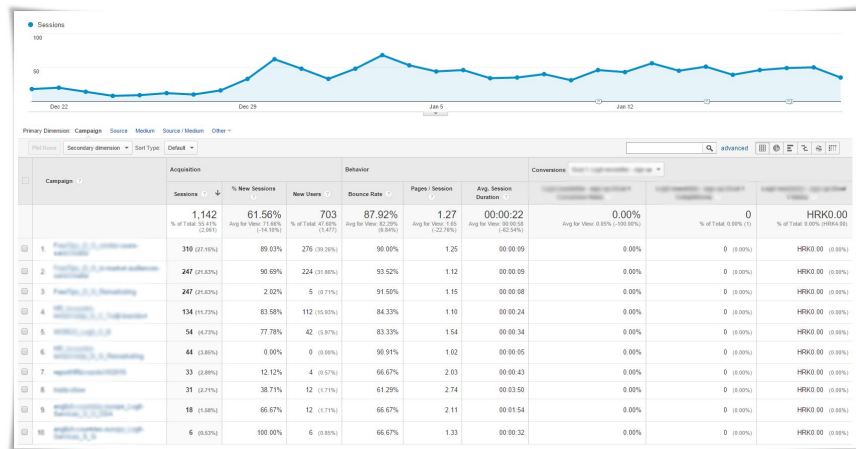 Sessions
100
50
Dec 22 Dec 29 Jan 5 Jan 12
Primary Dimension: Campaign Source Medium Source / Medium Other
Plot Rows Secondary dimension Sort Type: Default advanced
Acquisition Behavior Conversions
Campaign
Sessions % New Sessions New Users Bounce Rate Pages / Session Avg. Session Duration
1,142 61.56% 703 87.92% 1.27 00:00:22 0.00% 0 HRK0.00
% of Total: 55.41% (2,061) Avg for View: 71.66% (-14.10%) % of Total: 47.60% (1,477) Avg for View: 82.29% (6.84%) Avg for View: 1.65 (-22.76%) Avg for View: 00:00:58 (-62.54%) Avg for View: 0.05% (-100.00%) % of Total: 0.00% (1) % of Total: 0.00% (HRK4.00)
1. 310 (27.15%) 89.03% 276 (39.26%) 90.00% 1.25 00:00:09 0.00% 0 (0.00%) HRK0.00 (0.00%)
2. 247 (21.63%) 90.69% 224 (31.86%) 93.52% 1.12 00:00:09 0.00% 0 (0.00%) HRK0.00 (0.00%)
3. 247 (21.63%) 2.02% 5 (0.71%) 91.50% 1.15 00:00:08 0.00% 0 (0.00%) HRK0.00 (0.00%)
4. 134 (11.73%) 83.58% 112 (15.93%) 84.33% 1.10 00:00:24 0.00% 0 (0.00%) HRK0.00 (0.00%)
5. 54 (4.73%) 77.78% 42 (5.97%) 83.33% 1.54 00:00:34 0.00% 0 (0.00%) HRK0.00 (0.00%)
6. 44 (3.85%) 0.00% 0 (0.00%) 90.91% 1.02 00:00:05 0.00% 0 (0.00%) HRK0.00 (0.00%)
7. 33 (2.89%) 12.12% 4 (0.57%) 66.67% 2.03 00:00:43 0.00% 0 (0.00%) HRK0.00 (0.00%)
8. 31 (2.71%) 38.71% 12 (1.71%) 61.29% 2.74 00:03:50 0.00% 0 (0.00%) HRK0.00 (0.00%)
9. 18 (1.58%) 66.67% 12 (1.71%) 66.67% 2.11 00:01:54 0.00% 0 (0.00%) HRK0.00 (0.00%)
10. 6 (0.53%) 100.00% 6 (0.85%) 66.67% 1.33 00:00:32 0.00% 0 (0.00%) HRK0.00 (0.00%)